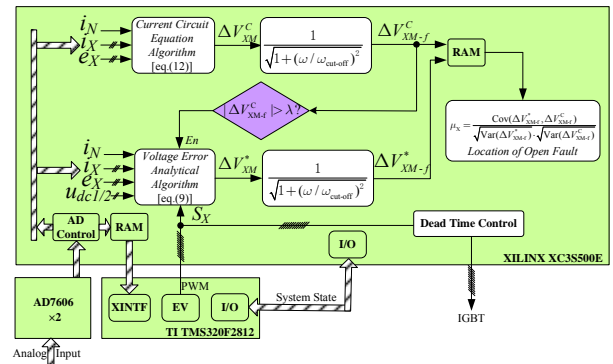 i_N
i_X
e_X
Current Circuit
Equation
Algorithm
[eq.(12)]
ΔV^C_XM
1
√1+(ω/ω_cut-off)^2
ΔV^C_XM-f
RAM
|ΔV^C_XM-f|>λ?
μ_X = Cov(ΔV^*_XM-f, ΔV^C_XM-f)
√Var(ΔV^*_XM-f)·√Var(ΔV^C_XM-f)
Location of Open Fault
En
i_N
i_X
e_X
u_dc1/2
Voltage Error
Analytical
Algorithm
[eq.(9)]
ΔV^*_XM
1
√1+(ω/ω_cut-off)^2
ΔV^*_XM-f
S_X
AD
Control
RAM
I/O
Dead Time Control
XILINX XC3S500E
AD7606
×2
XINTF
EV
PWM
I/O
System State
TI TMS320F2812
IGBT
Analog Input